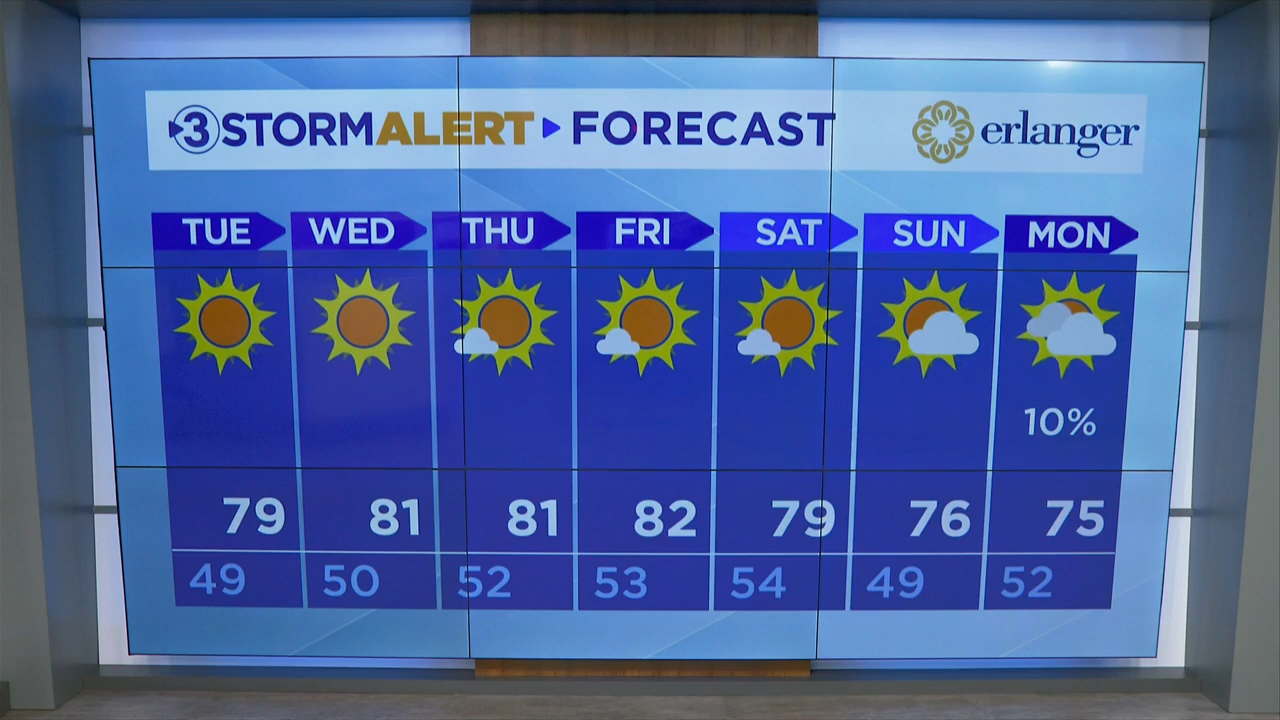 3 STORMALERT FORECAST erlanger
TUE WED THU FRI SAT SUN MON
10%
79 81 81 82 79 76 75
49 50 52 53 54 49 52